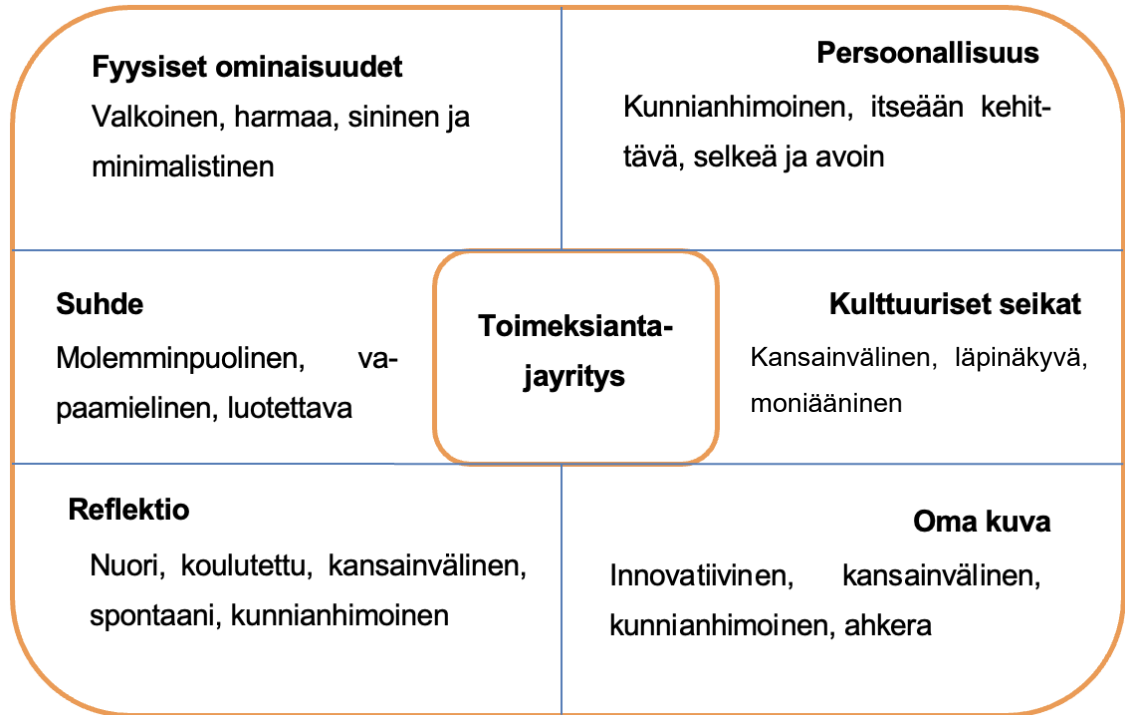 Fyysiset ominaisuudet
Valkoinen, harmaa, sininen ja
minimalistinen
Persoonallisuus
Kunnianhimoinen, itseään kehit-
tävä, selkeä ja avoin
Suhde
Molemminpuolinen, va-
paamielinen, luotettava
Toimeksianta-
jayritys
Kulttuuriset seikat
Kansainvälinen, läpinäkyvä,
moniääninen
Reflektio
Nuori, koulutettu, kansainvälinen,
spontaani, kunnianhimoinen
Oma kuva
Innovatiivinen, kansainvälinen,
kunnianhimoinen, ahkera